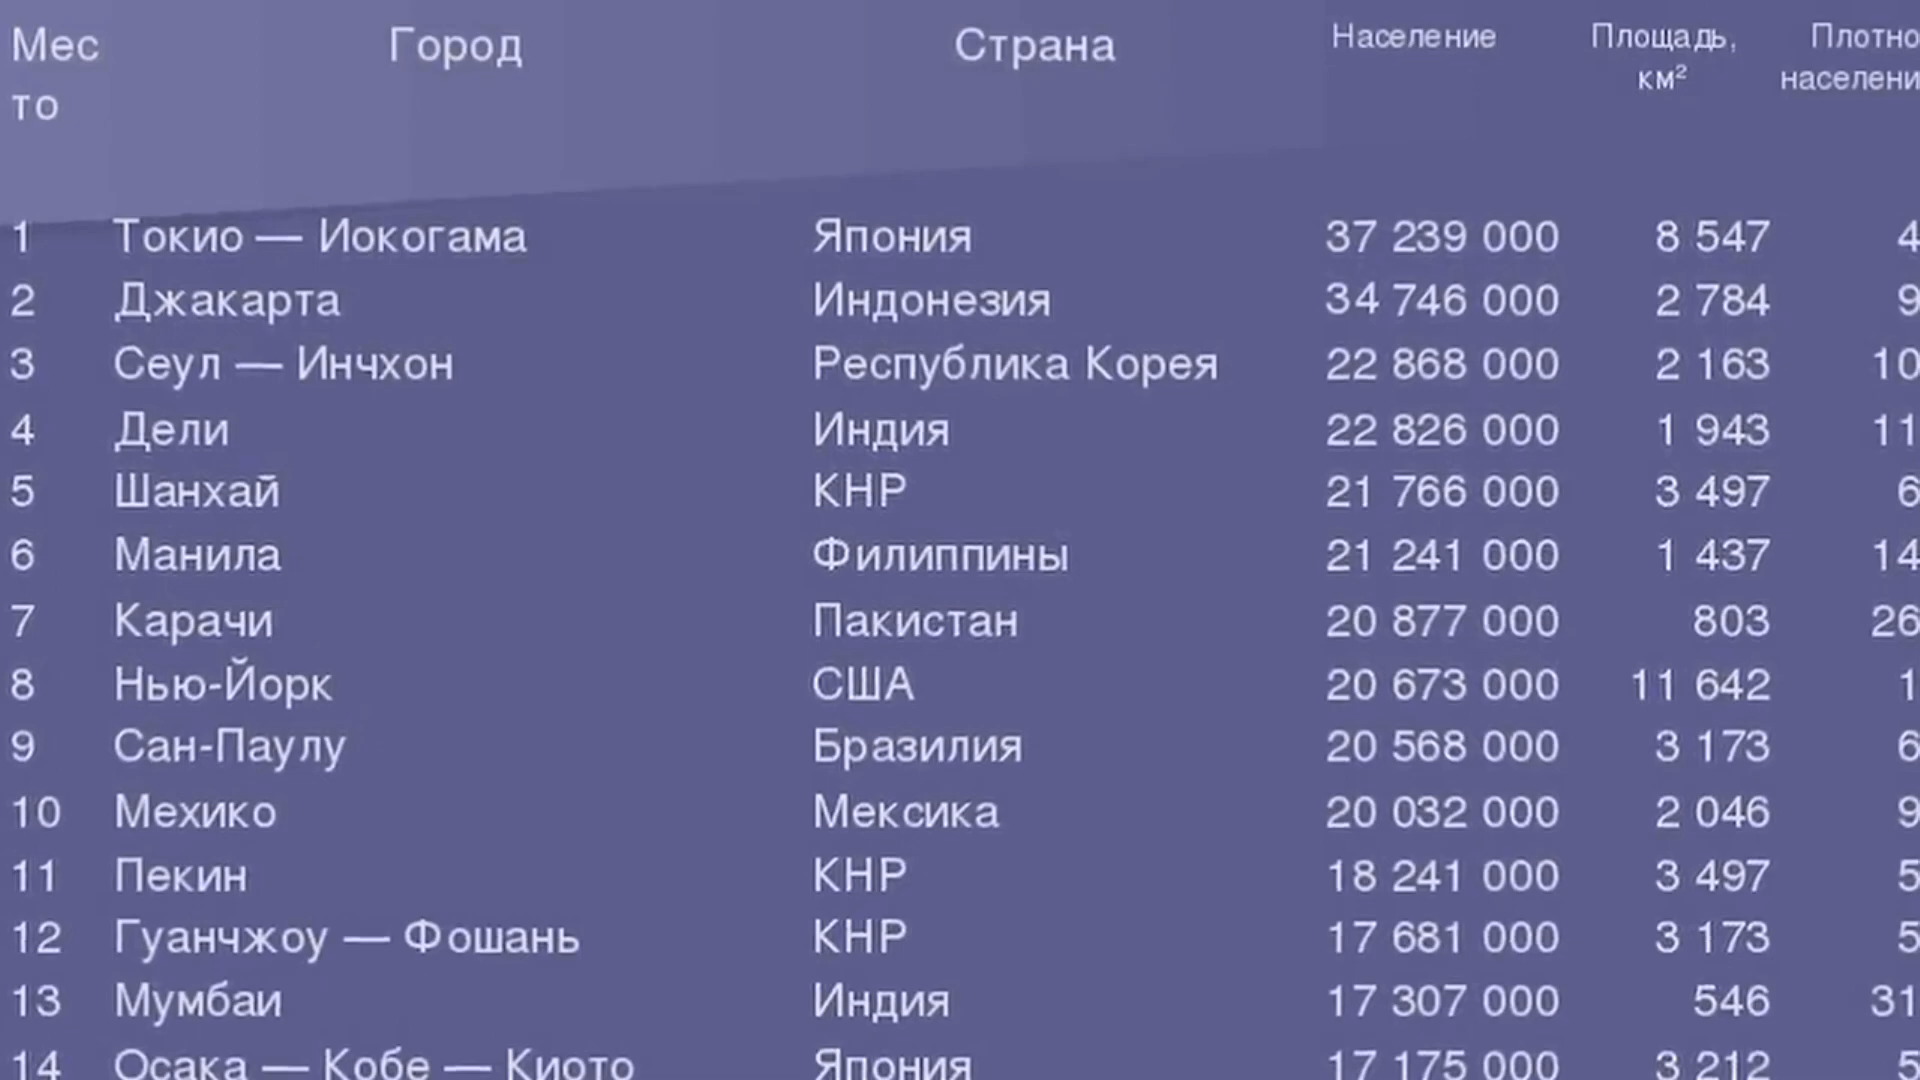 Место Город Страна Население Площадь, км² Плотно населени
1 Токио — Иокогама Япония 37 239 000 8 547 4
2 Джакарта Индонезия 34 746 000 2 784 9
3 Сеул — Инчхон Республика Корея 22 868 000 2 163 10
4 Дели Индия 22 826 000 1 943 11
5 Шанхай КНР 21 766 000 3 497 6
6 Манила Филиппины 21 241 000 1 437 14
7 Карачи Пакистан 20 877 000 803 26
8 Нью-Йорк США 20 673 000 11 642 1
9 Сан-Паулу Бразилия 20 568 000 3 173 6
10 Мехико Мексика 20 032 000 2 046 9
11 Пекин КНР 18 241 000 3 497 5
12 Гуанчжоу — Фошань КНР 17 681 000 3 173 5
13 Мумбаи Индия 17 307 000 546 31
14 Осака — Кобе — Киото Япония 17 175 000 3 212 5